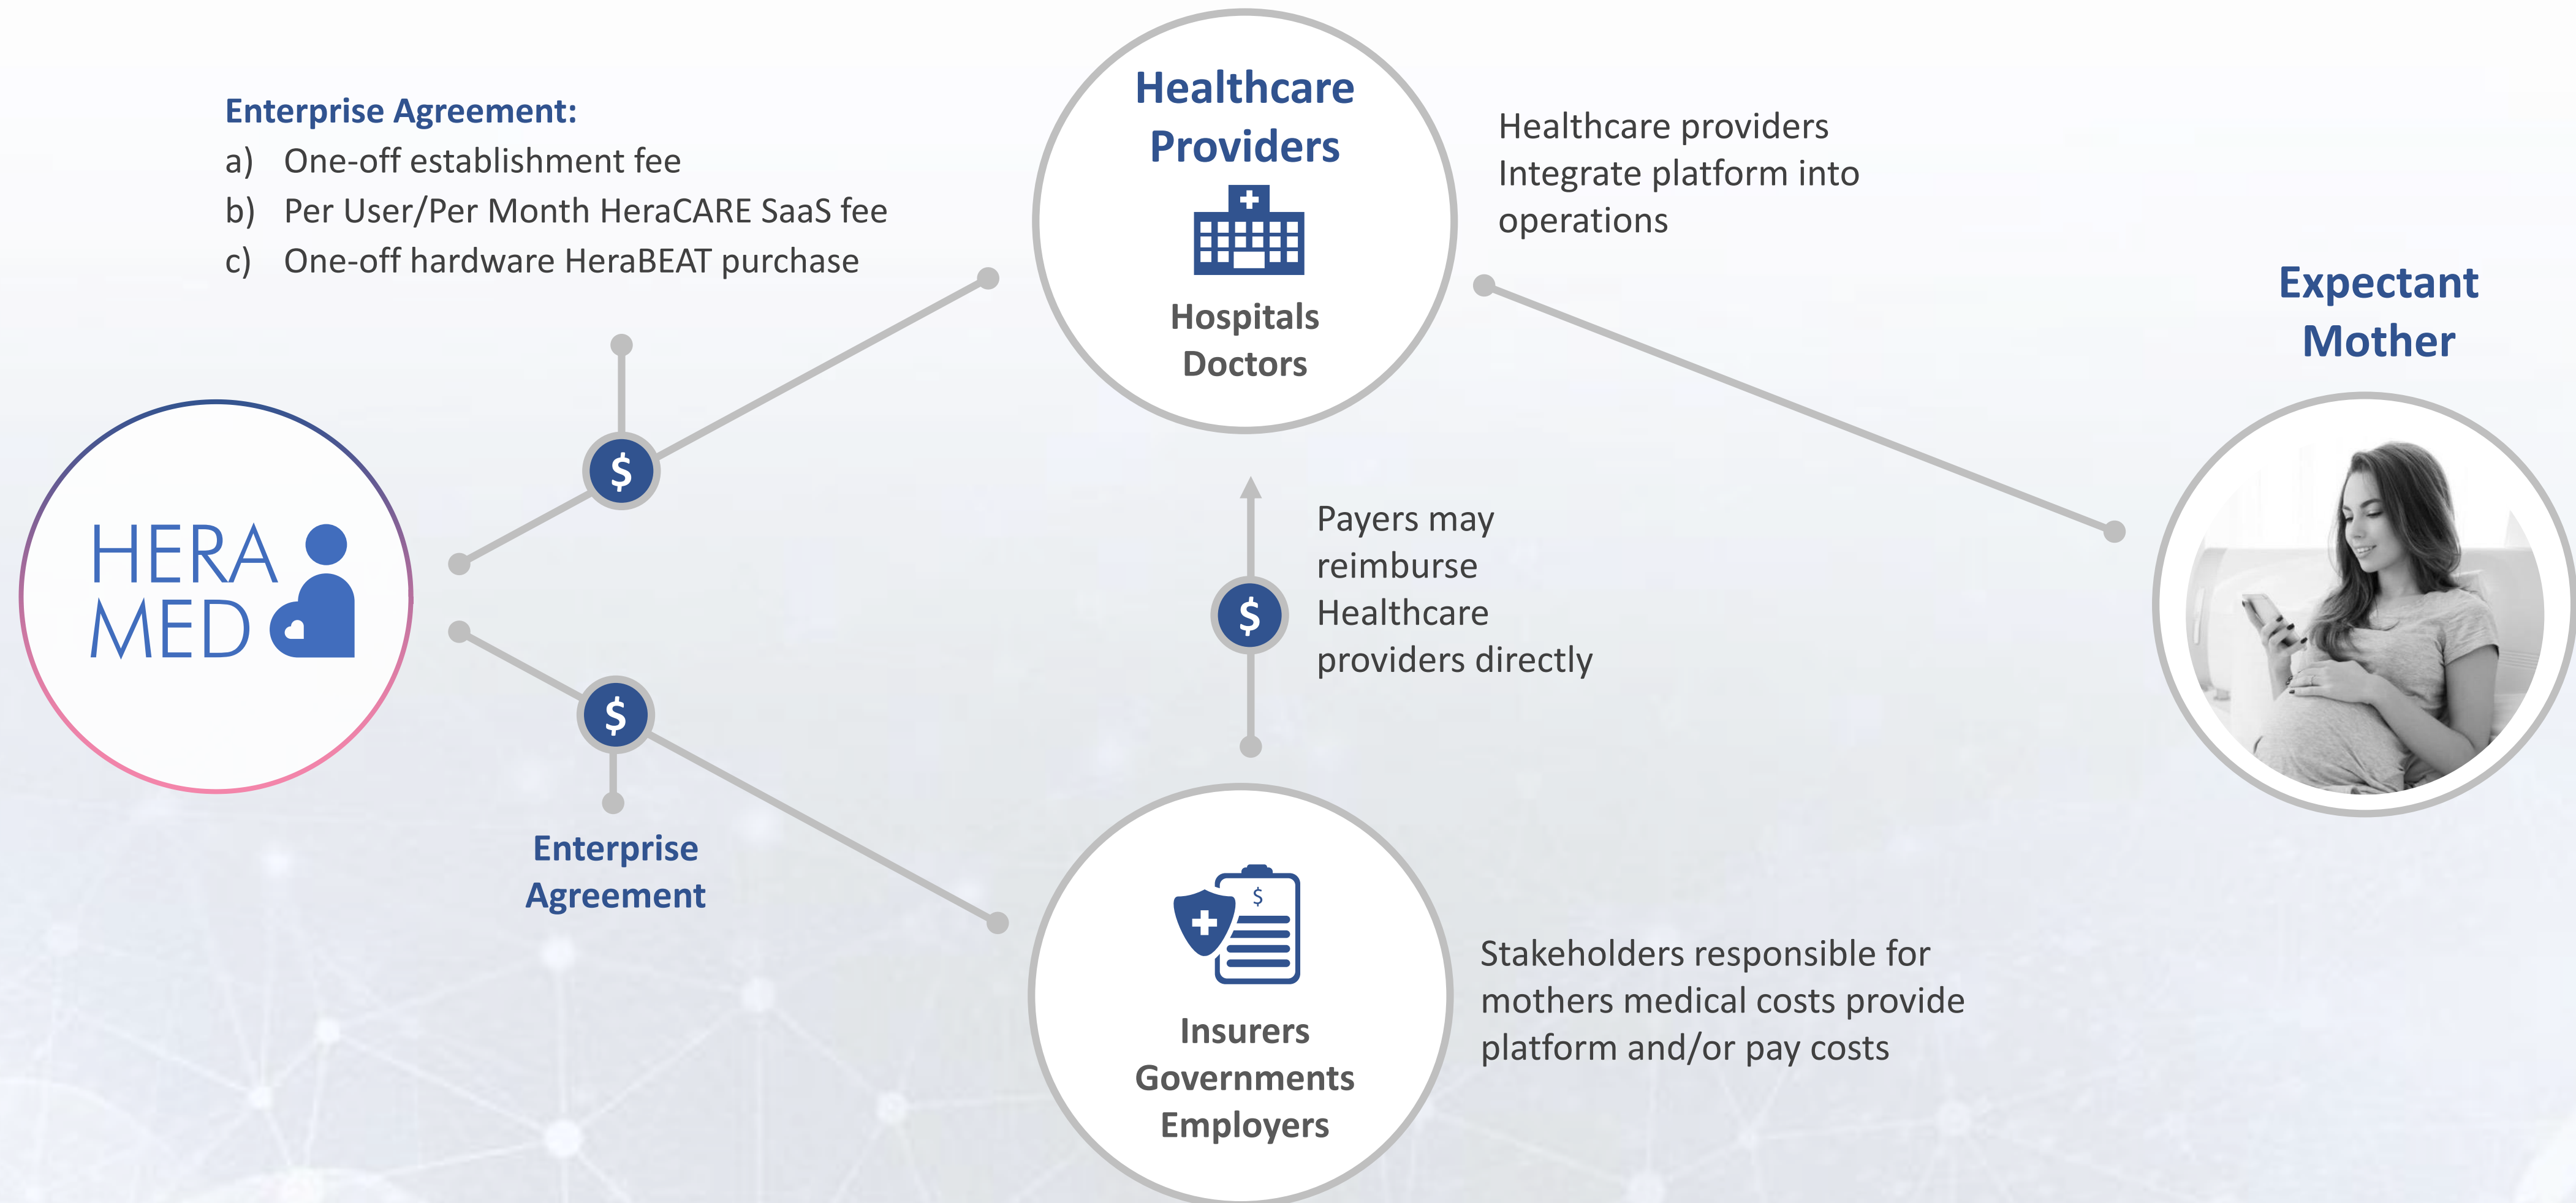 Enterprise Agreement:
a) One-off establishment fee
b) Per User/Per Month HeraCARE SaaS fee
c) One-off hardware HeraBEAT purchase
Healthcare
Providers
Hospitals
Doctors
Healthcare providers
Integrate platform into
operations
Expectant
Mother
HERA
MED
$
$
Enterprise
Agreement
$
Payers may
reimburse
Healthcare
providers directly
$
Insurers
Governments
Employers
Stakeholders responsible for
mothers medical costs provide
platform and/or pay costs